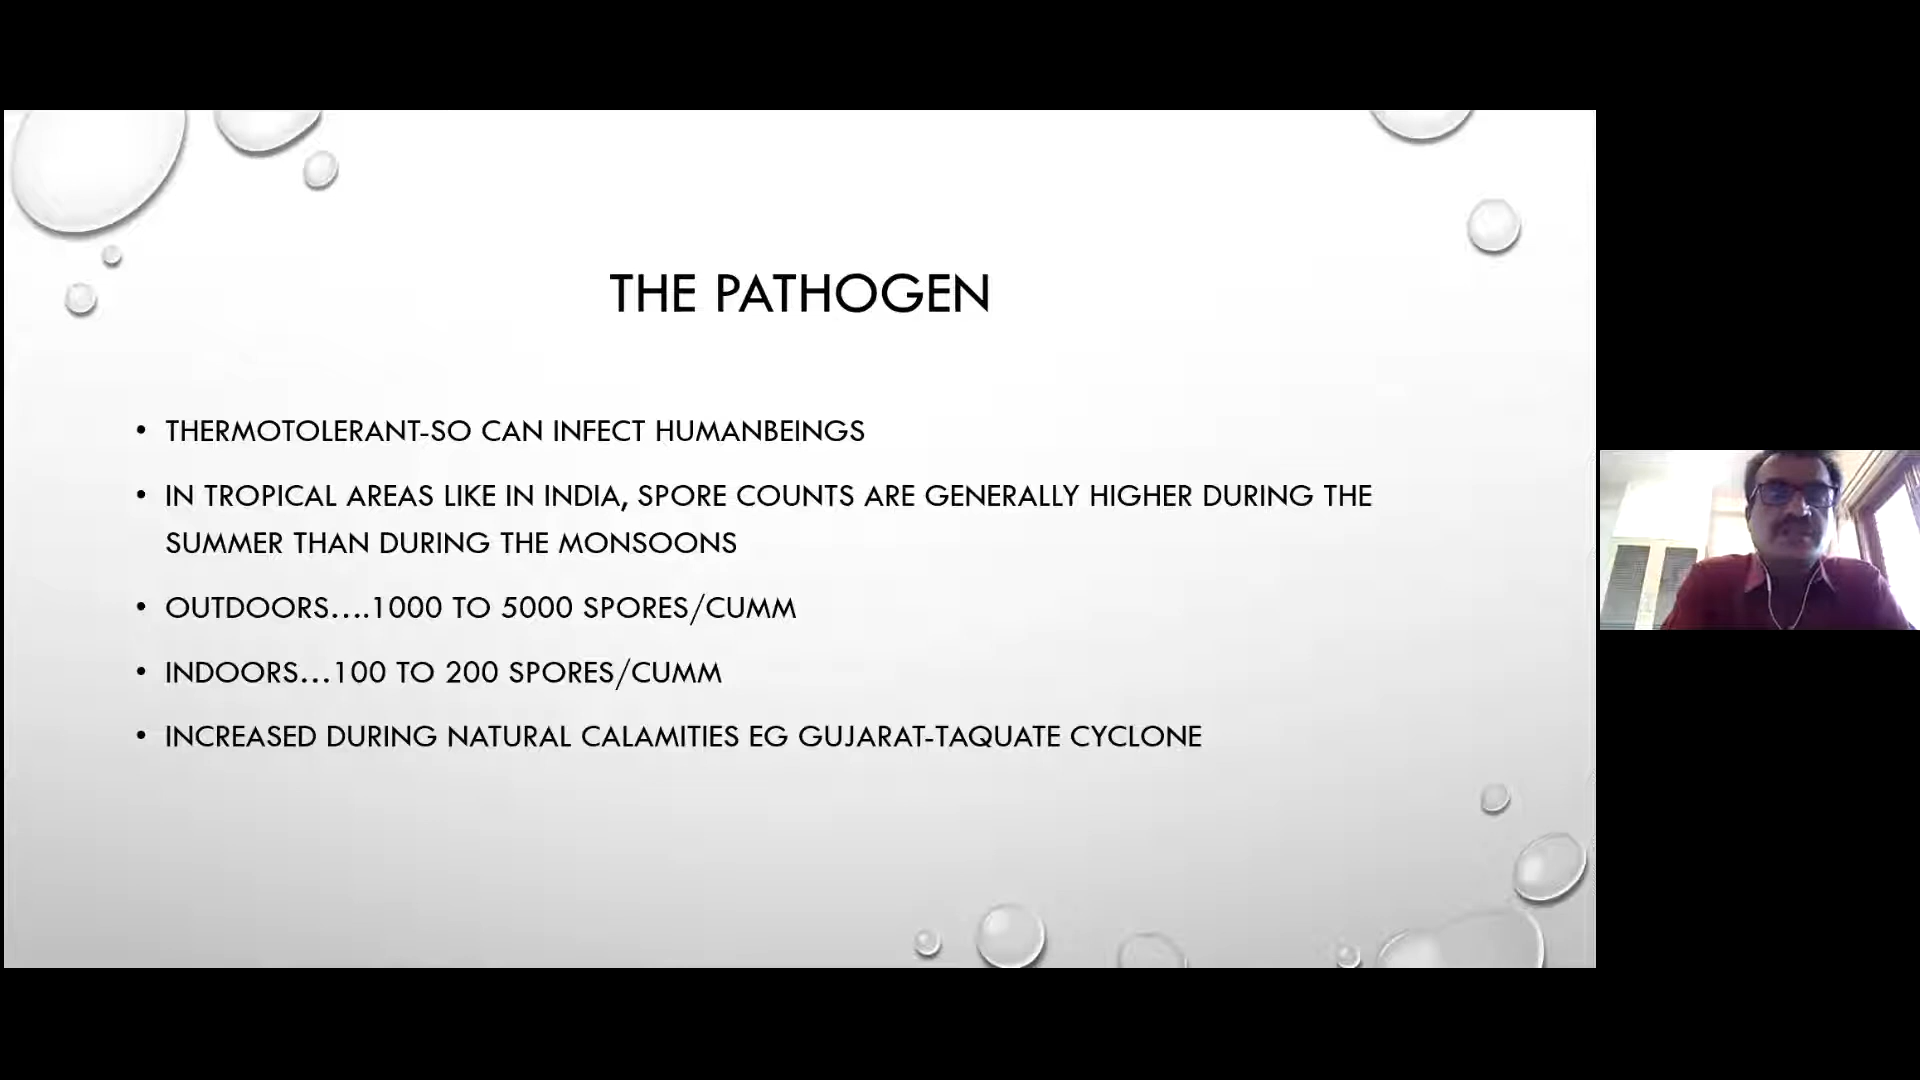 THE PATHOGEN
• THERMOTOLERANT-SO CAN INFECT HUMANBEINGS
• IN TROPICAL AREAS LIKE IN INDIA, SPORE COUNTS ARE GENERALLY HIGHER DURING THE
SUMMER THAN DURING THE MONSOONS
• OUTDOORS....1000 TO 5000 SPORES/CUMM
• INDOORS...100 TO 200 SPORES/CUMM
• INCREASED DURING NATURAL CALAMITIES EG GUJARAT-TAQUATE CYCLONE